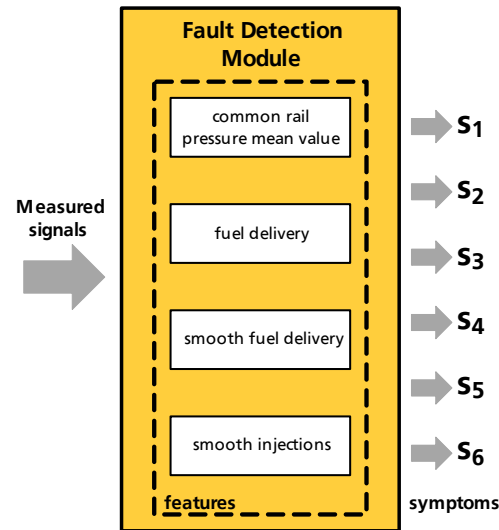 Fault Detection
Module
common rail
pressure mean value
fuel delivery
smooth fuel delivery
smooth injections
features
Measured
signals
S1
S2
S3
S4
S5
S6
symptoms